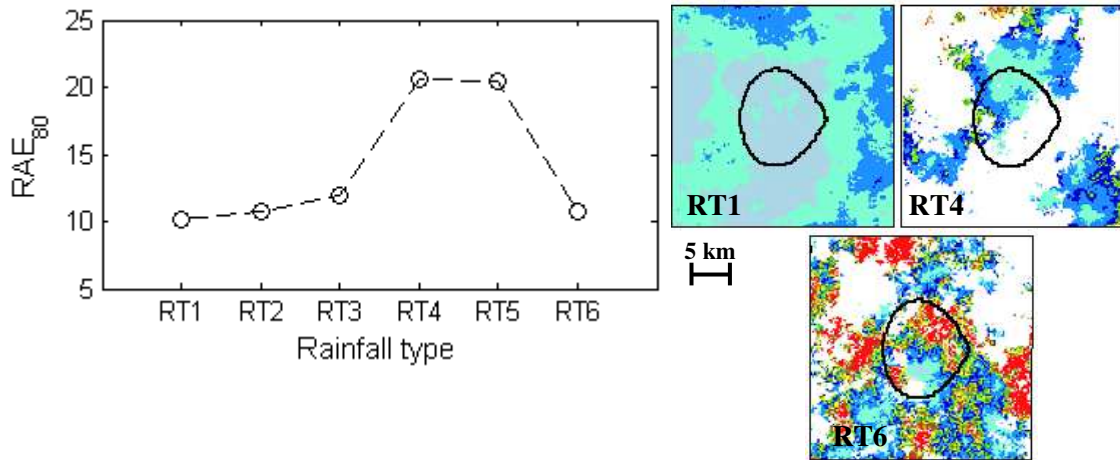 25
20
15
10
5
RAE80
RT1 RT2 RT3 RT4 RT5 RT6
Rainfall type
RT1
RT4
5 km
RT6